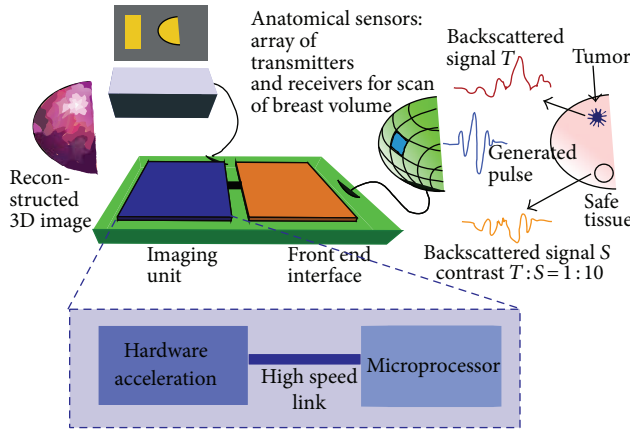 Anatomical sensors:
array of
transmitters
and receivers for scan
of breast volume
Backscattered
signal T
Tumor
Generated
pulse
Safe
tissue
Backscattered signal S
contrast T : S = 1 : 10
Recon-
structed
3D image
Imaging
unit
Front end
interface
Hardware
acceleration
High speed
link
Microprocessor